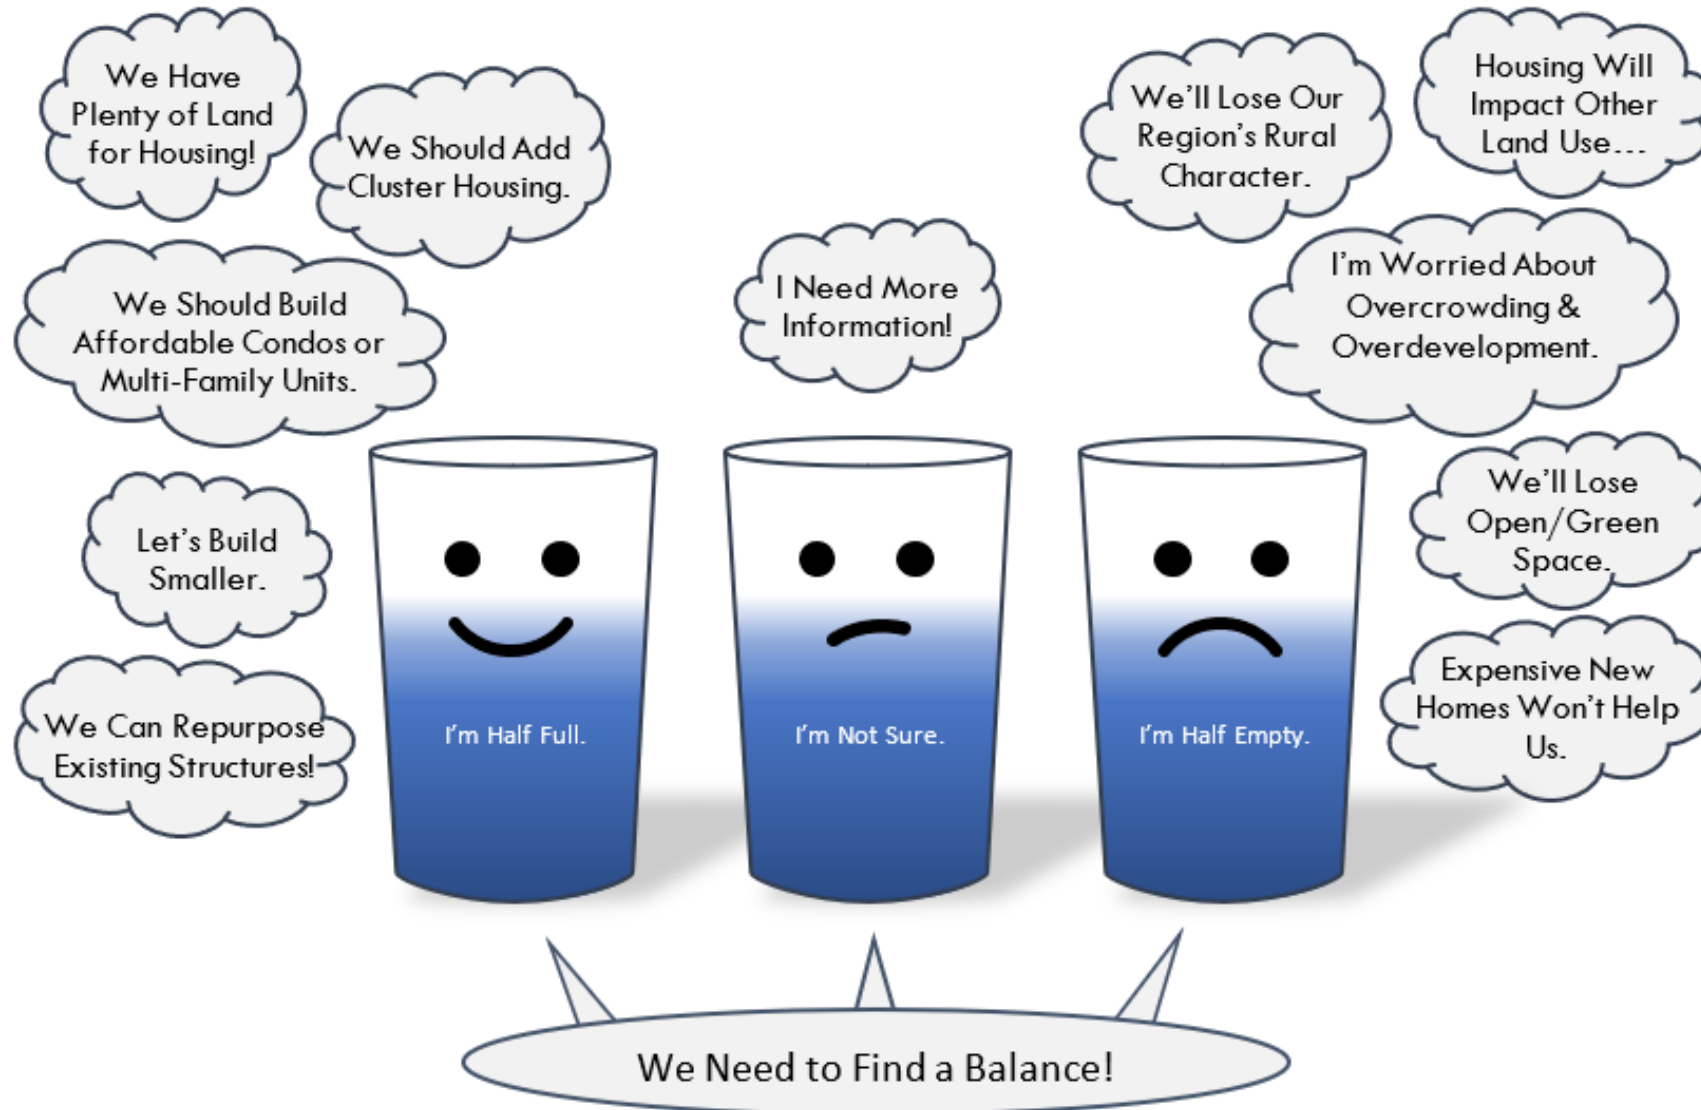 We Have
Plenty of Land
for Housing!
We Should Add
Cluster Housing.
We Should Build
Affordable Condos or
Multi-Family Units.
Let's Build
Smaller.
We Can Repurpose
Existing Structures!
I Need More
Information!
We'll Lose Our
Region's Rural
Character.
Housing Will
Impact Other
Land Use...
I'm Worried About
Overcrowding &
Overdevelopment.
We'll Lose
Open/Green
Space.
Expensive New
Homes Won't Help
Us.
I'm Half Full.
I'm Not Sure.
I'm Half Empty.
We Need to Find a Balance!